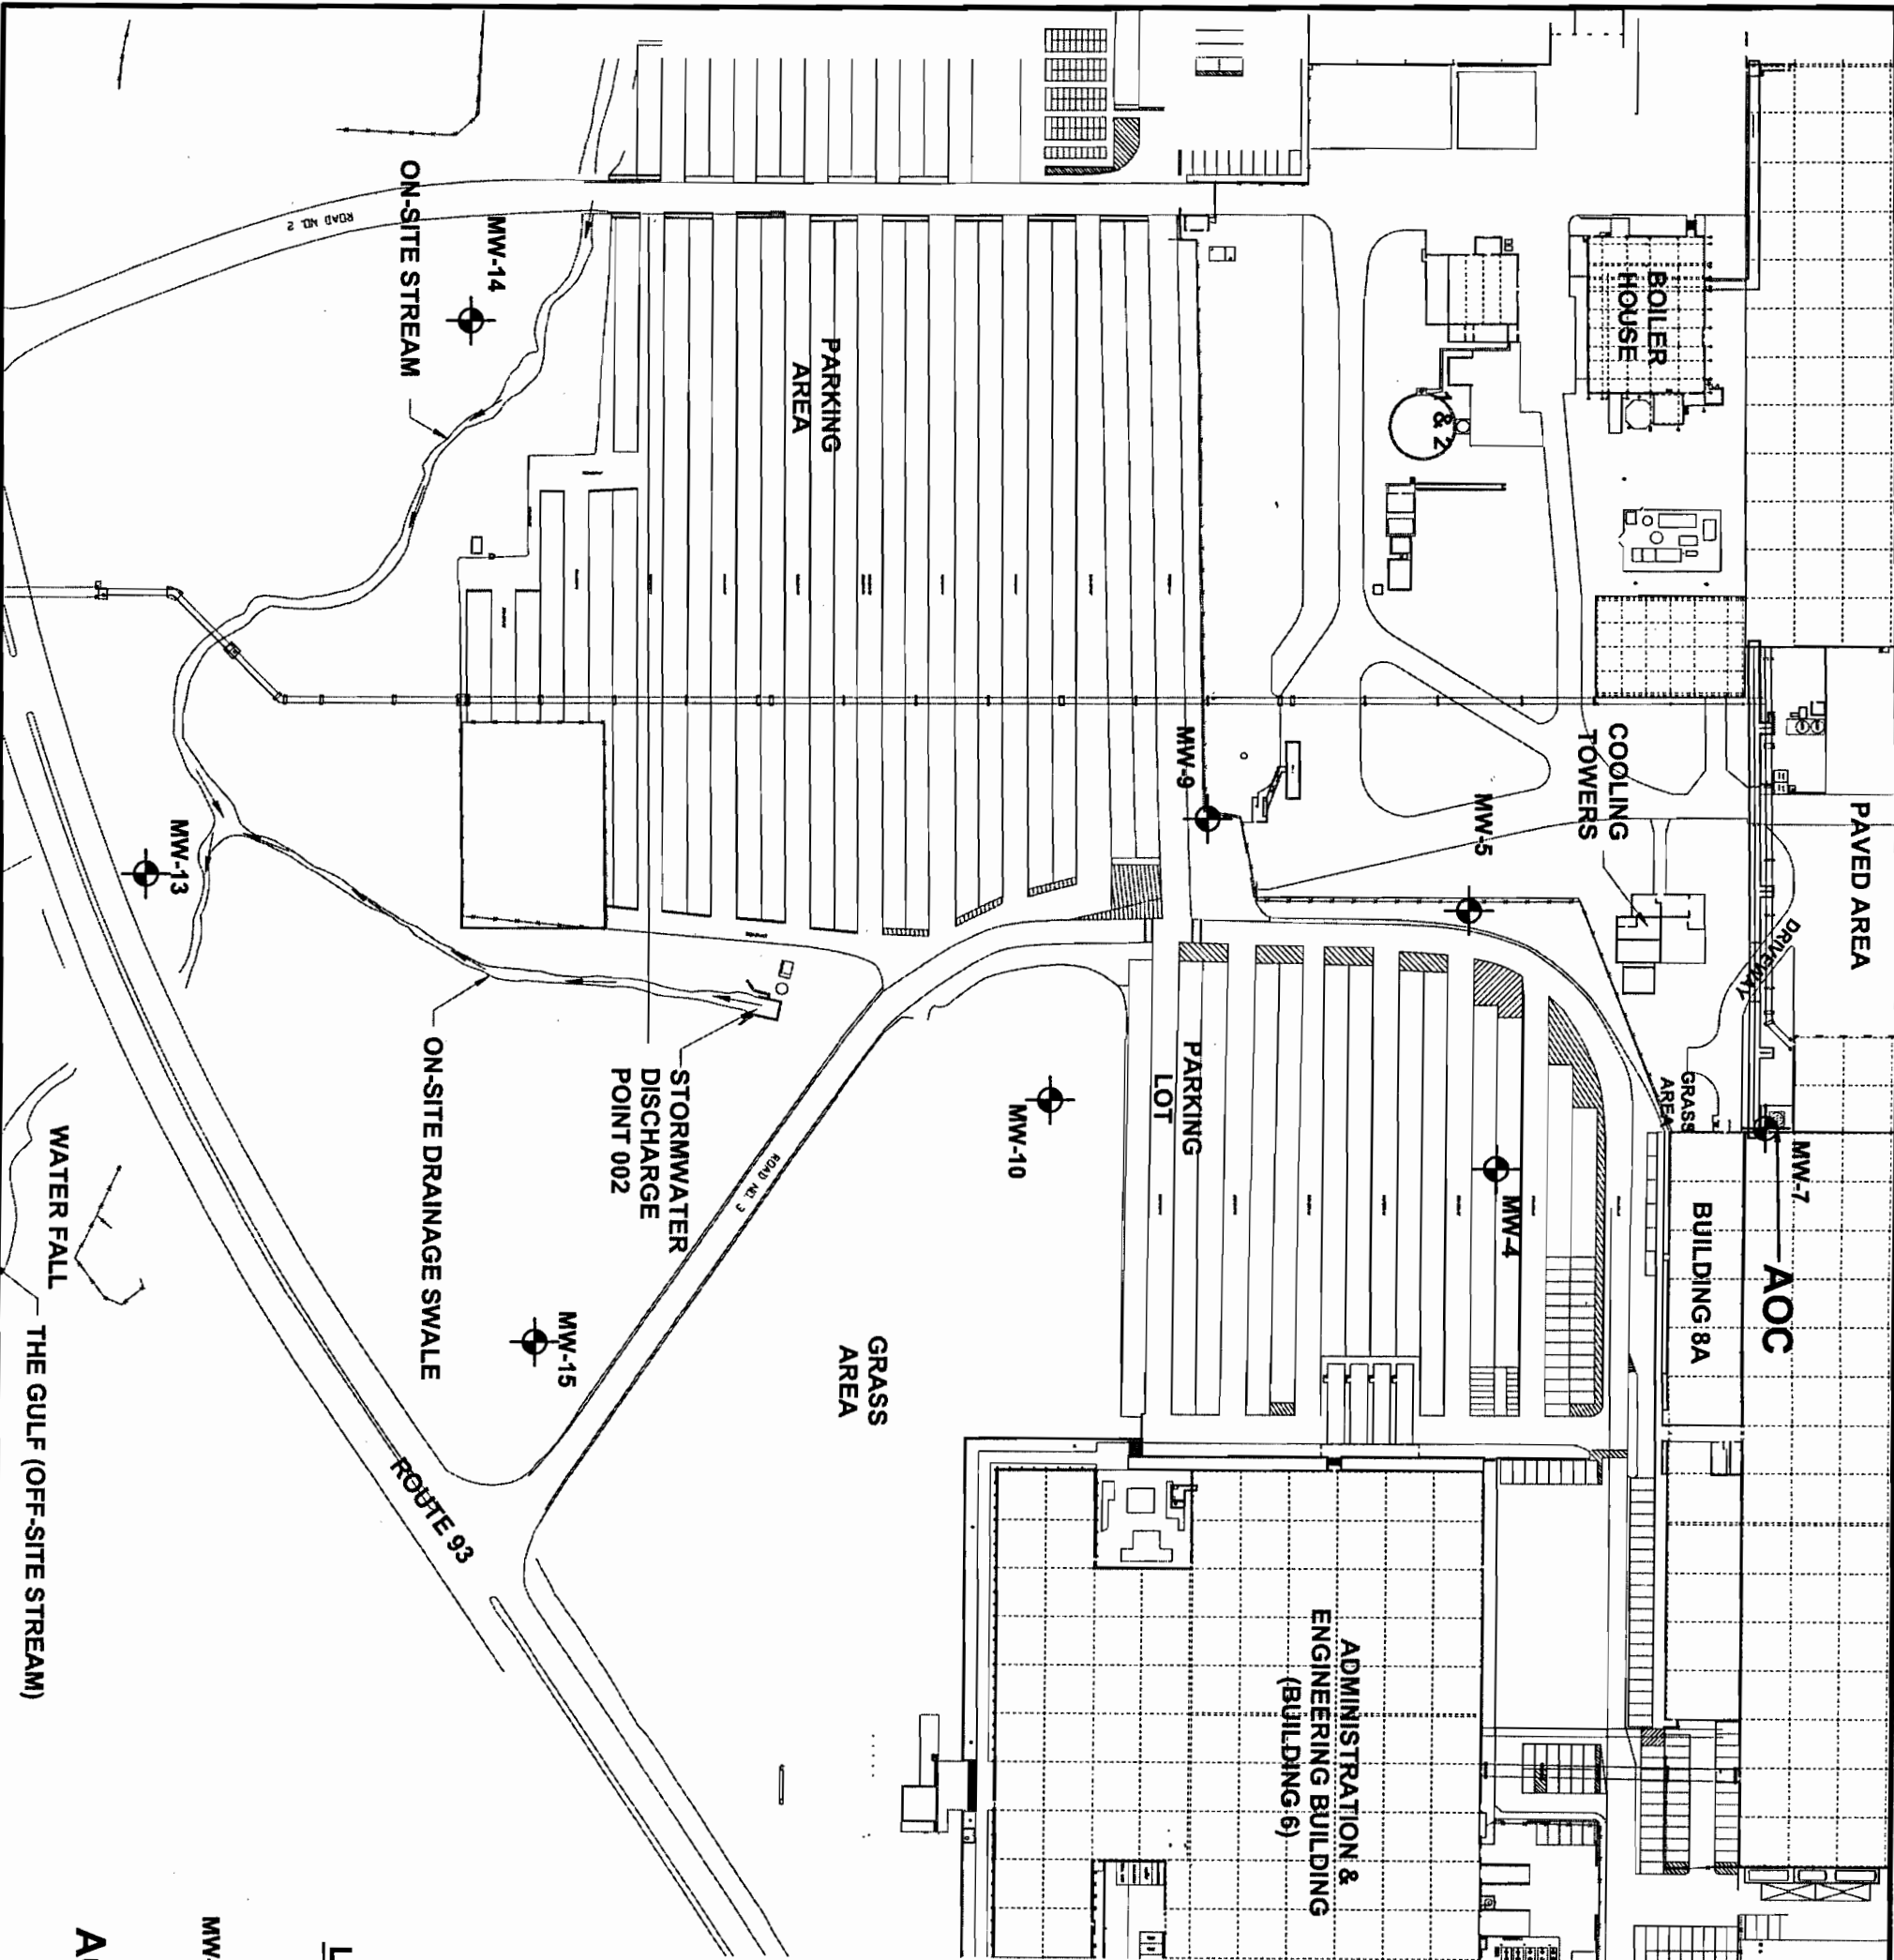 PAVED AREA
DRIVEWAY
MW-7
AOC
BUILDING 8A
GRASS
AREA
BOILER
HOUSE
COOLING
TOWERS
1 & 2
MW-5
MW-4
MW-9
PARKING
LOT
MW-10
ADMINISTRATION &
ENGINEERING BUILDING
(BUILDING 6)
PARKING
AREA
GRASS
AREA
ROAD NO. 3
STORMWATER
DISCHARGE
POINT 002
MW-15
MW-14
ON-SITE STREAM
ROAD NO. 2
ON-SITE DRAINAGE SWALE
ROUTE 93
MW-13
WATER FALL
THE GULF (OFF-SITE STREAM)
L
MW-
A